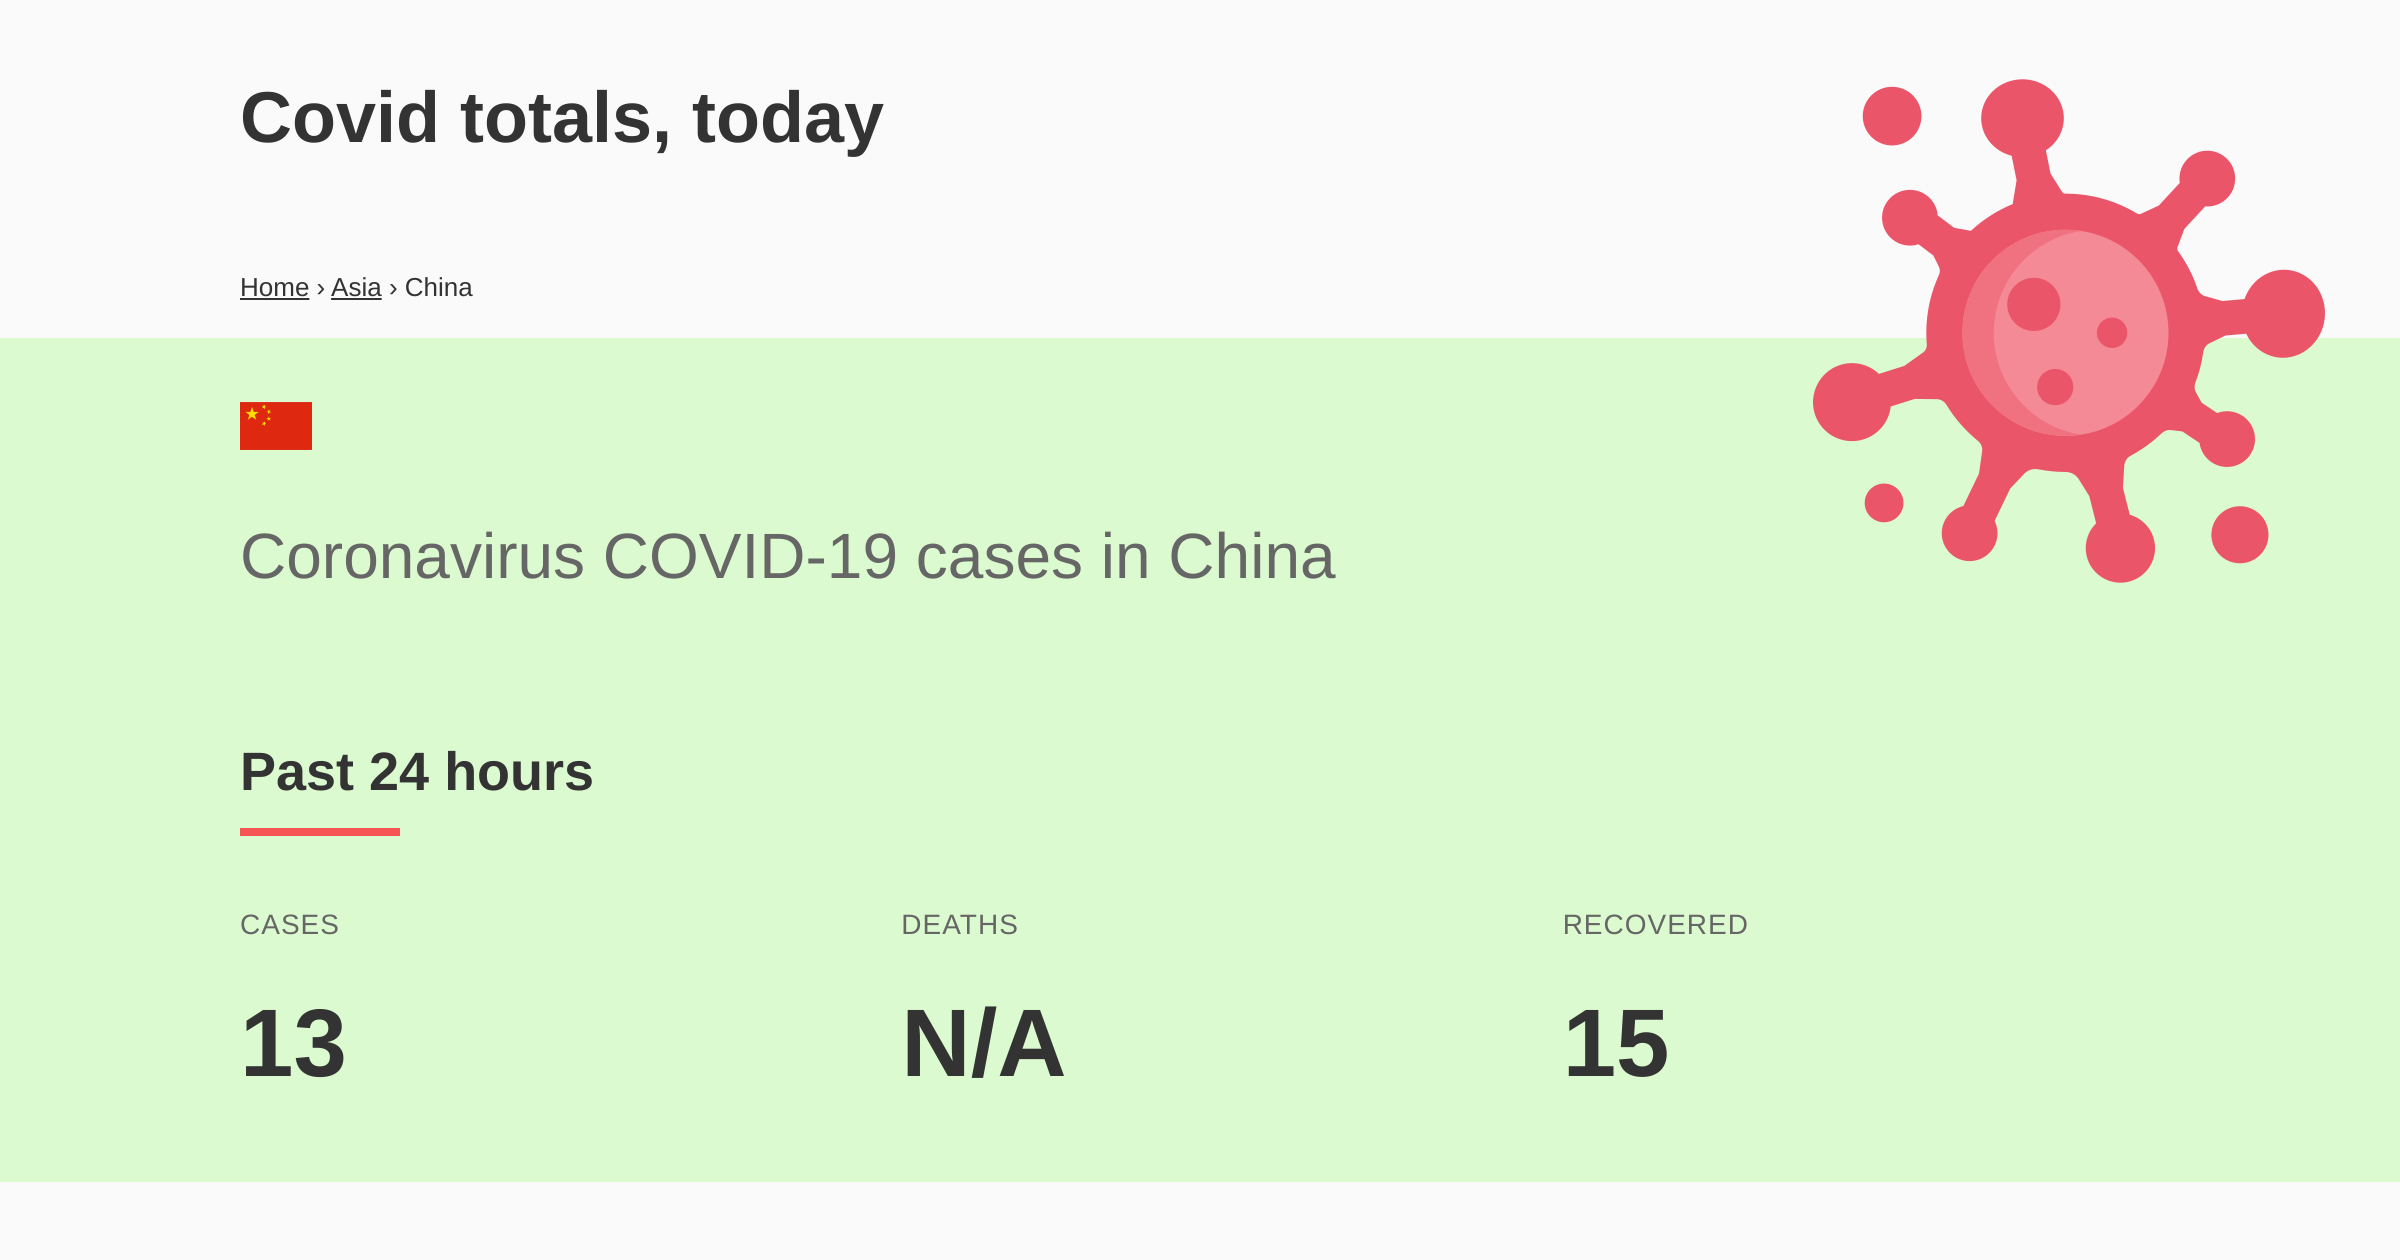 Covid totals, today
Home › Asia › China
Coronavirus COVID-19 cases in China
Past 24 hours
CASES DEATHS RECOVERED
13 N/A 15